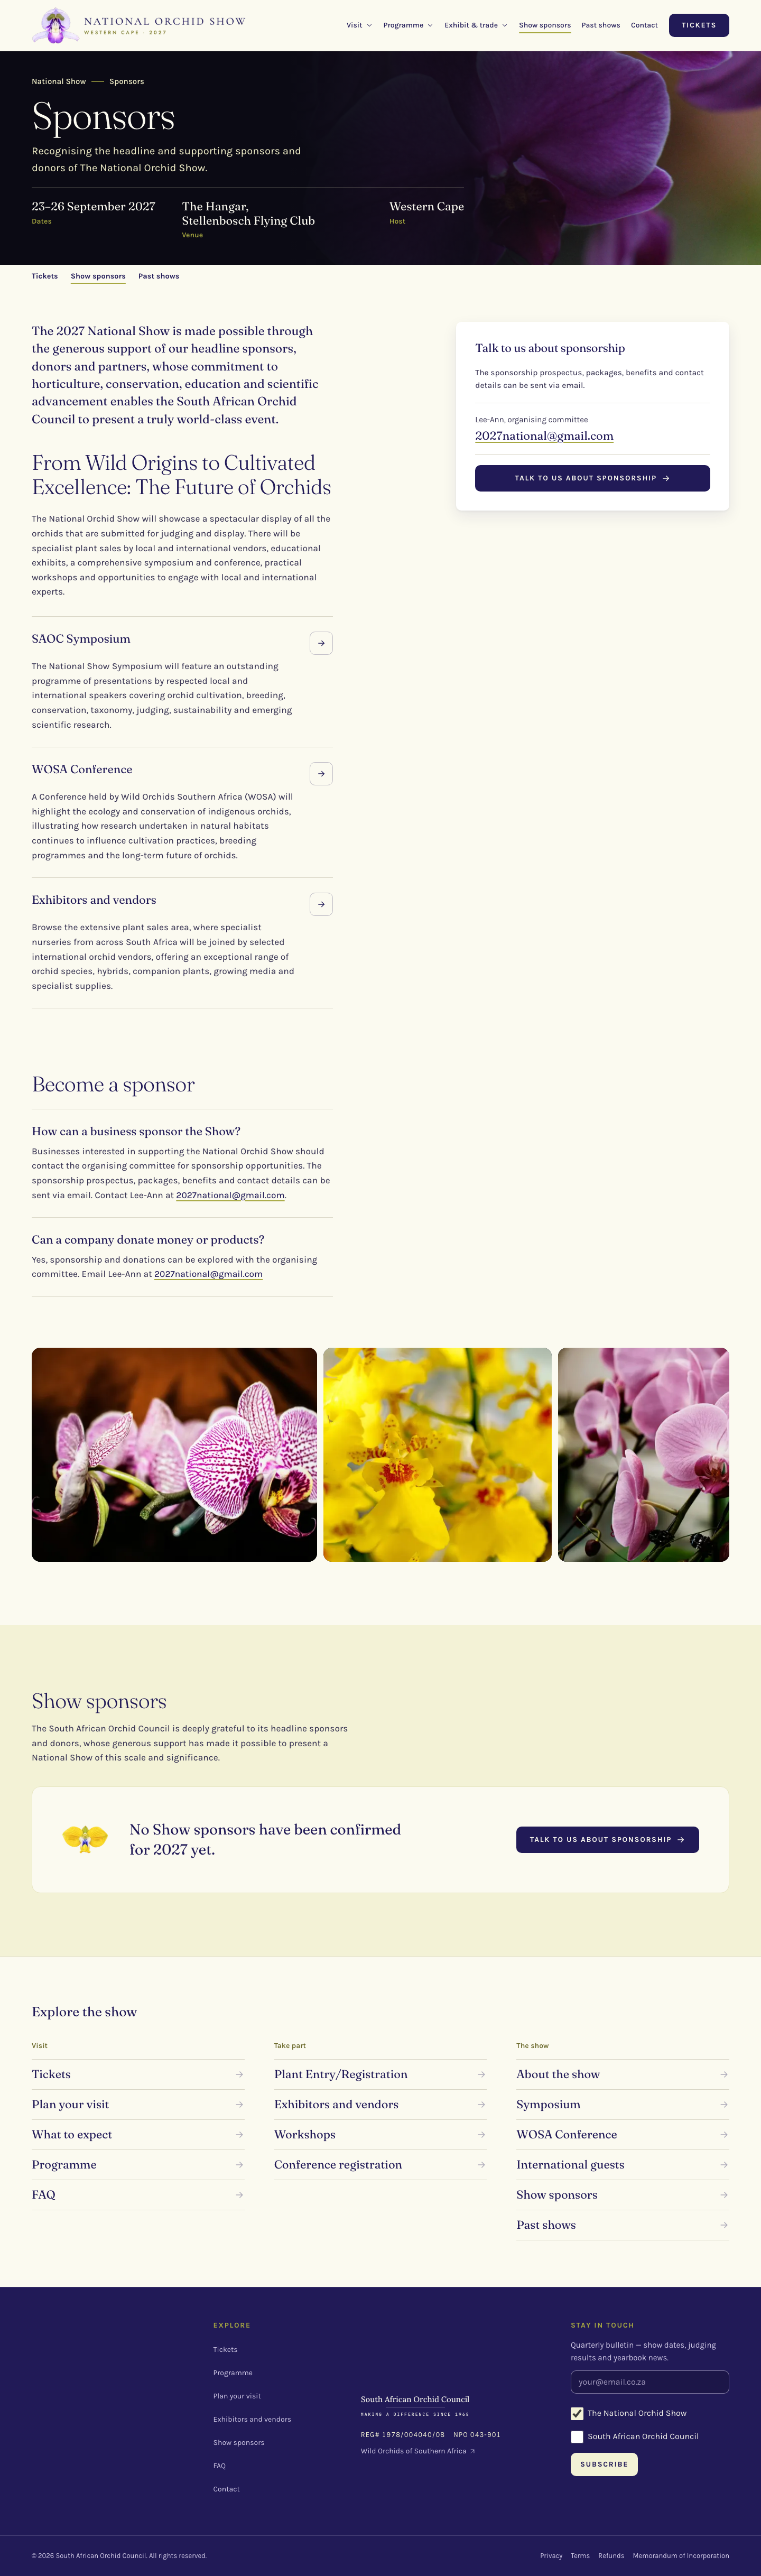 NATIONAL ORCHID SHOW
WESTERN CAPE · 2027
Visit
Programme
Exhibit & trade
Show sponsors
Past shows
Contact
TICKETS
National Show — Sponsors
Sponsors
Recognising the headline and supporting sponsors and
donors of The National Orchid Show.
23–26 September 2027
Dates
The Hangar,
Stellenbosch Flying Club
Venue
Western Cape
Host
Tickets
Show sponsors
Past shows
The 2027 National Show is made possible through
the generous support of our headline sponsors,
donors and partners, whose commitment to
horticulture, conservation, education and scientific
advancement enables the South African Orchid
Council to present a truly world-class event.
From Wild Origins to Cultivated
Excellence: The Future of Orchids
The National Orchid Show will showcase a spectacular display of all the
orchids that are submitted for judging and display. There will be
specialist plant sales by local and international vendors, educational
exhibits, a comprehensive symposium and conference, practical
workshops and opportunities to engage with local and international
experts.
SAOC Symposium
The National Show Symposium will feature an outstanding
programme of presentations by respected local and
international speakers covering orchid cultivation, breeding,
conservation, taxonomy, judging, sustainability and emerging
scientific research.
WOSA Conference
A Conference held by Wild Orchids Southern Africa (WOSA) will
highlight the ecology and conservation of indigenous orchids,
illustrating how research undertaken in natural habitats
continues to influence cultivation practices, breeding
programmes and the long-term future of orchids.
Exhibitors and vendors
Browse the extensive plant sales area, where specialist
nurseries from across South Africa will be joined by selected
international orchid vendors, offering an exceptional range of
orchid species, hybrids, companion plants, growing media and
specialist supplies.
Talk to us about sponsorship
The sponsorship prospectus, packages, benefits and contact
details can be sent via email.
Lee-Ann, organising committee
2027national@gmail.com
TALK TO US ABOUT SPONSORSHIP →
Become a sponsor
How can a business sponsor the Show?
Businesses interested in supporting the National Orchid Show should
contact the organising committee for sponsorship opportunities. The
sponsorship prospectus, packages, benefits and contact details can be
sent via email. Contact Lee-Ann at 2027national@gmail.com.
Can a company donate money or products?
Yes, sponsorship and donations can be explored with the organising
committee. Email Lee-Ann at 2027national@gmail.com
Show sponsors
The South African Orchid Council is deeply grateful to its headline sponsors
and donors, whose generous support has made it possible to present a
National Show of this scale and significance.
No Show sponsors have been confirmed
for 2027 yet.
TALK TO US ABOUT SPONSORSHIP →
Explore the show
Visit
Tickets
Plan your visit
What to expect
Programme
FAQ
Take part
Plant Entry/Registration
Exhibitors and vendors
Workshops
Conference registration
The show
About the show
Symposium
WOSA Conference
International guests
Show sponsors
Past shows
EXPLORE
Tickets
Programme
Plan your visit
Exhibitors and vendors
Show sponsors
FAQ
Contact
South African Orchid Council
MAKING A DIFFERENCE SINCE 1968
REG# 1978/004040/08 NPO 043-901
Wild Orchids of Southern Africa ↗
STAY IN TOUCH
Quarterly bulletin — show dates, judging
results and yearbook news.
your@email.co.za
The National Orchid Show
South African Orchid Council
SUBSCRIBE
© 2026 South African Orchid Council. All rights reserved.
Privacy
Terms
Refunds
Memorandum of Incorporation